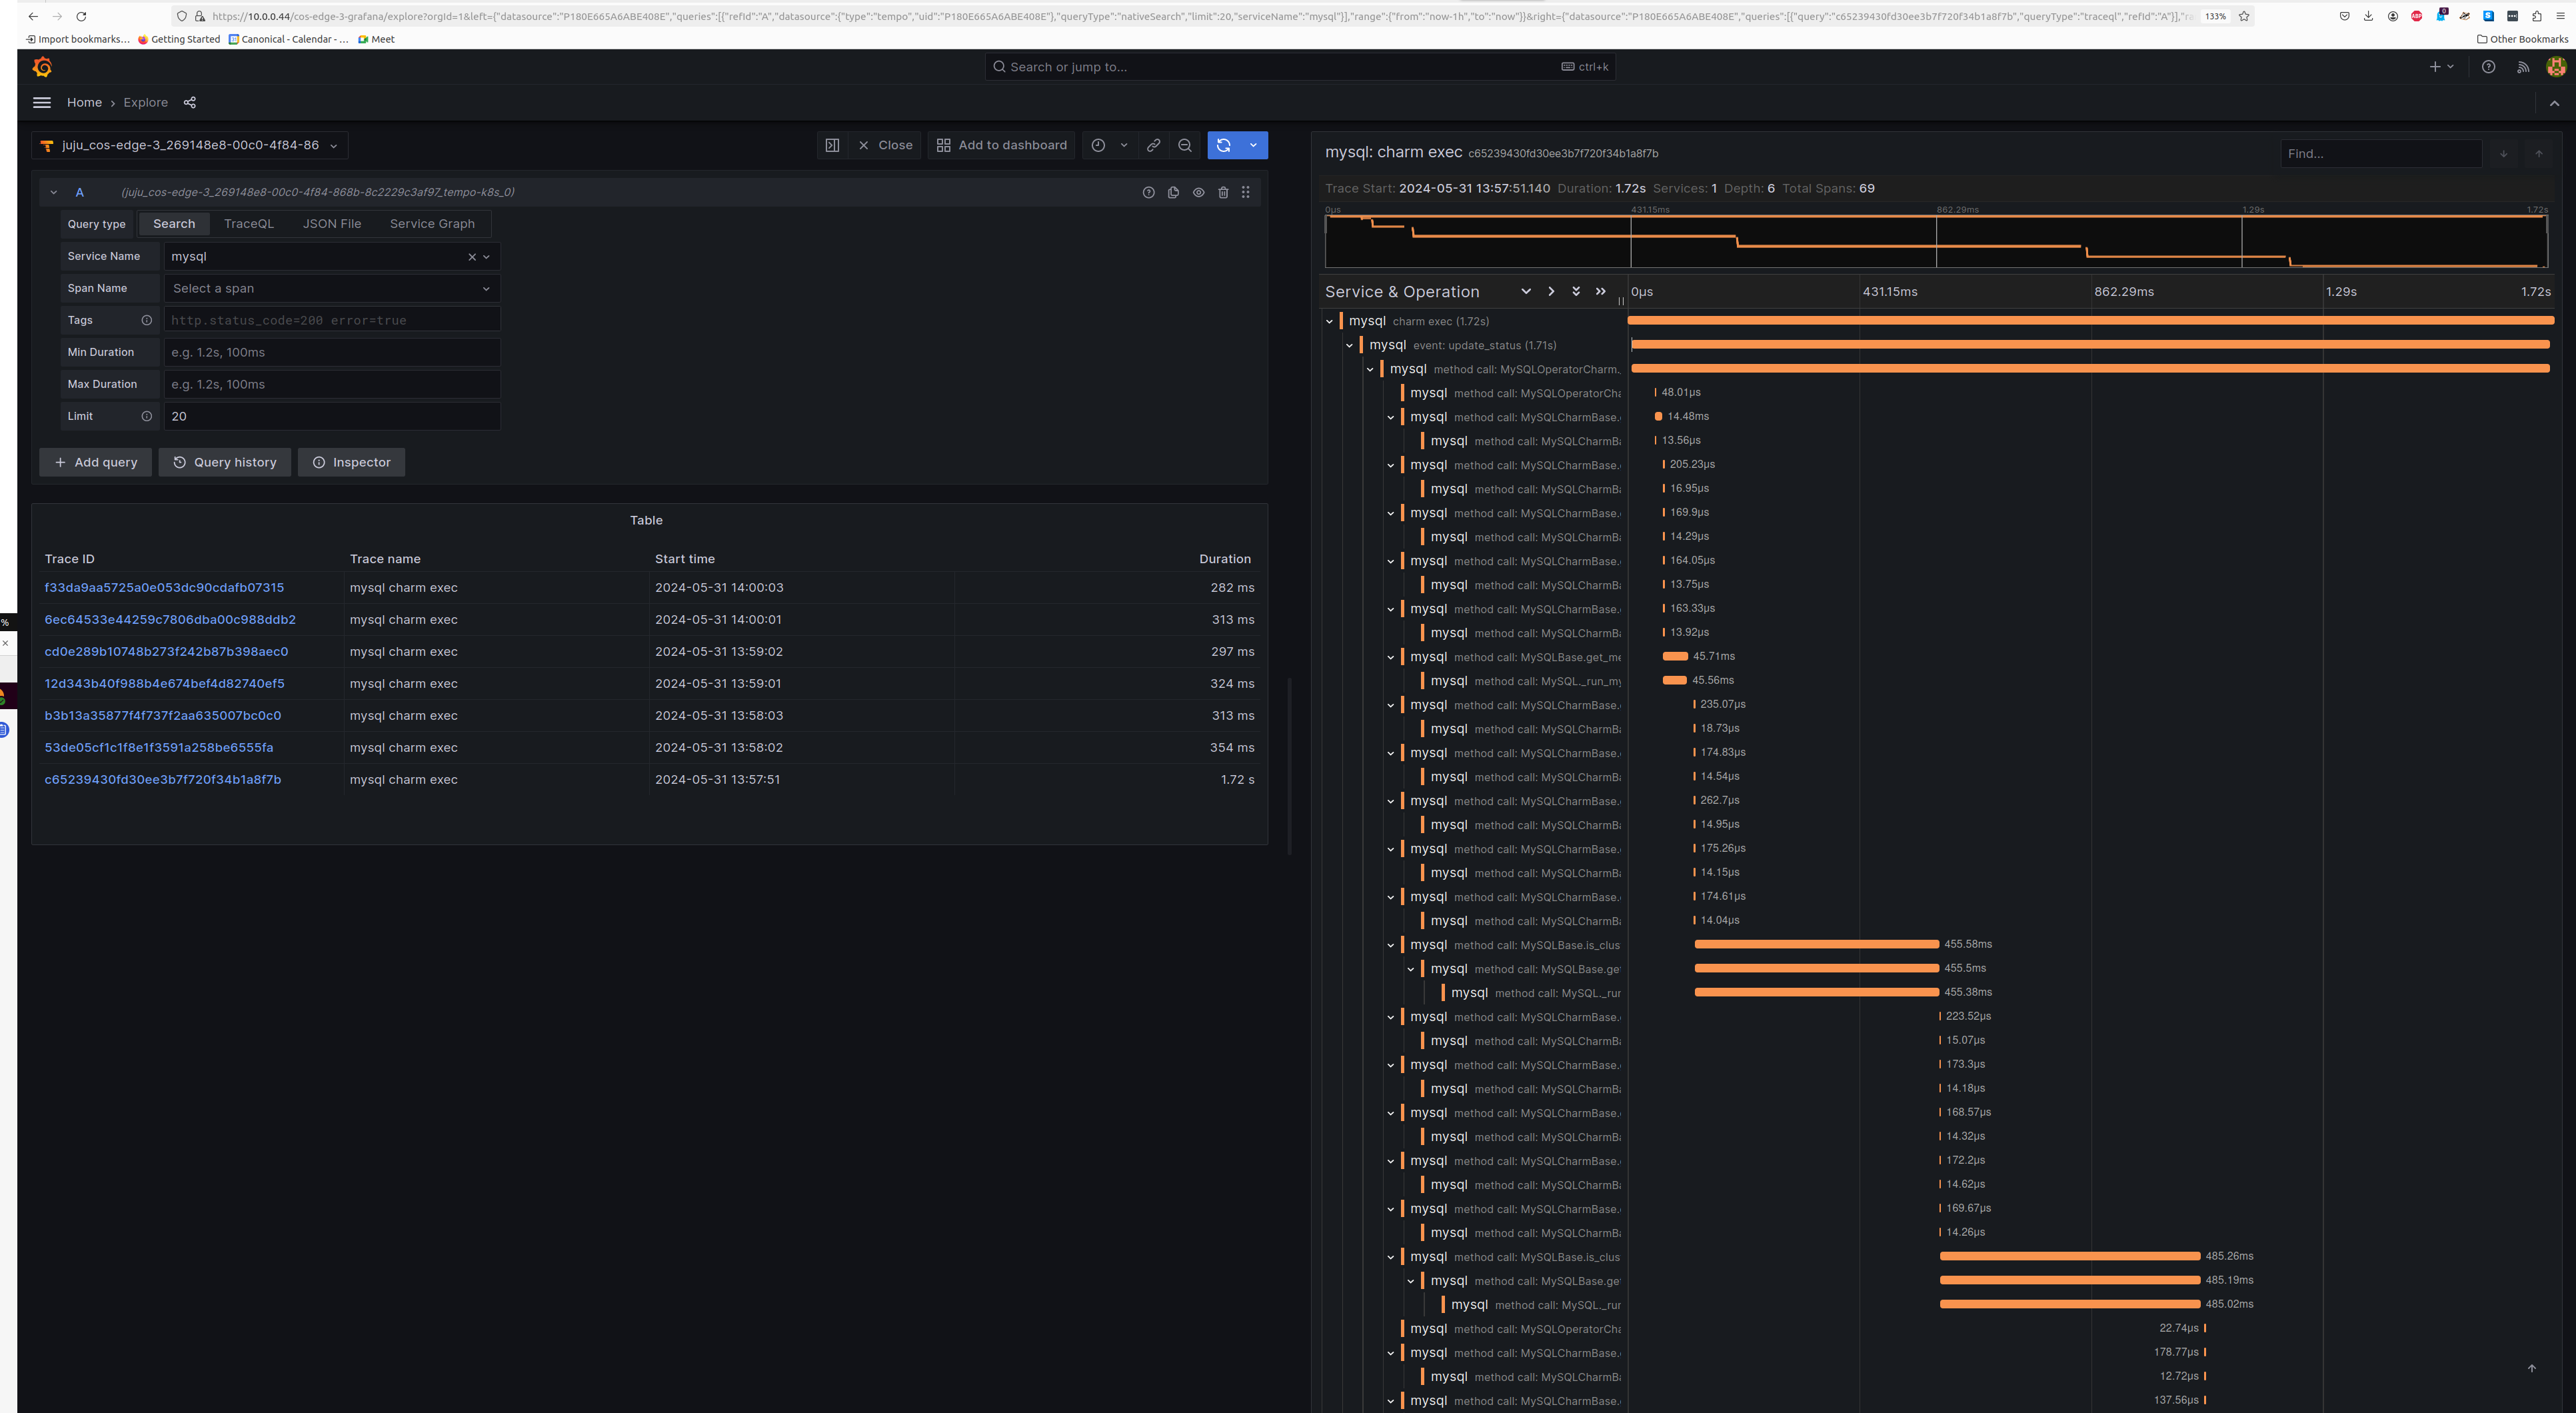 https://10.0.0.44/cos-edge-3-grafana/explore?orgId=1&left={"datasource":"P180E665A6ABE408E","queries":[{"refId":"A","datasource":{"type":"tempo","uid":"P180E665A6ABE408E"},"queryType":"nativeSearch","limit":20,"serviceName":"mysql"}],"range":{"from":"now-1h","to":"now"}}&right={"datasource":"P180E665A6ABE408E","queries":[{"query":"c65239430fd30ee3b7f720f34b1a8f7b","queryType":"traceql","refId":"A"}],"ra 133%
Import bookmarks... Getting Started Canonical - Calendar - ... Meet Other Bookmarks
Search or jump to... ctrl+k
Home › Explore
juju_cos-edge-3_269148e8-00c0-4f84-86 Close Add to dashboard
A (juju_cos-edge-3_269148e8-00c0-4f84-868b-8c2229c3af97_tempo-k8s_0)
Query type Search TraceQL JSON File Service Graph
Service Name mysql
Span Name Select a span
Tags http.status_code=200 error=true
Min Duration e.g. 1.2s, 100ms
Max Duration e.g. 1.2s, 100ms
Limit 20
+ Add query Query history Inspector
Table
Trace ID Trace name Start time Duration
f33da9aa5725a0e053dc90cdafb07315 mysql charm exec 2024-05-31 14:00:03 282 ms
6ec64533e44259c7806dba00c988ddb2 mysql charm exec 2024-05-31 14:00:01 313 ms
cd0e289b10748b273f242b87b398aec0 mysql charm exec 2024-05-31 13:59:02 297 ms
12d343b40f988b4e674bef4d82740ef5 mysql charm exec 2024-05-31 13:59:01 324 ms
b3b13a35877f4f737f2aa635007bc0c0 mysql charm exec 2024-05-31 13:58:03 313 ms
53de05cf1c1f8e1f3591a258be6555fa mysql charm exec 2024-05-31 13:58:02 354 ms
c65239430fd30ee3b7f720f34b1a8f7b mysql charm exec 2024-05-31 13:57:51 1.72 s
mysql: charm exec c65239430fd30ee3b7f720f34b1a8f7b Find...
Trace Start: 2024-05-31 13:57:51.140 Duration: 1.72s Services: 1 Depth: 6 Total Spans: 69
0μs 431.15ms 862.29ms 1.29s 1.72s
Service & Operation 0μs 431.15ms 862.29ms 1.29s 1.72s
mysql charm exec (1.72s)
mysql event: update_status (1.71s)
mysql method call: MySQLOperatorCharm.
mysql method call: MySQLOperatorCha 48.01μs
mysql method call: MySQLCharmBase. 14.48ms
mysql method call: MySQLCharmBa 13.56μs
mysql method call: MySQLCharmBase. 205.23μs
mysql method call: MySQLCharmBa 16.95μs
mysql method call: MySQLCharmBase. 169.9μs
mysql method call: MySQLCharmBa 14.29μs
mysql method call: MySQLCharmBase. 164.05μs
mysql method call: MySQLCharmBa 13.75μs
mysql method call: MySQLCharmBase. 163.33μs
mysql method call: MySQLCharmBa 13.92μs
mysql method call: MySQLBase.get_me 45.71ms
mysql method call: MySQL._run_my 45.56ms
mysql method call: MySQLCharmBase. 235.07μs
mysql method call: MySQLCharmBa 18.73μs
mysql method call: MySQLCharmBase. 174.83μs
mysql method call: MySQLCharmBa 14.54μs
mysql method call: MySQLCharmBase. 262.7μs
mysql method call: MySQLCharmBa 14.95μs
mysql method call: MySQLCharmBase. 175.26μs
mysql method call: MySQLCharmBa 14.15μs
mysql method call: MySQLCharmBase. 174.61μs
mysql method call: MySQLCharmBa 14.04μs
mysql method call: MySQLBase.is_clus 455.58ms
mysql method call: MySQLBase.ge 455.5ms
mysql method call: MySQL._rur 455.38ms
mysql method call: MySQLCharmBase. 223.52μs
mysql method call: MySQLCharmBa 15.07μs
mysql method call: MySQLCharmBase. 173.3μs
mysql method call: MySQLCharmBa 14.18μs
mysql method call: MySQLCharmBase. 168.57μs
mysql method call: MySQLCharmBa 14.32μs
mysql method call: MySQLCharmBase. 172.2μs
mysql method call: MySQLCharmBa 14.62μs
mysql method call: MySQLCharmBase. 169.67μs
mysql method call: MySQLCharmBa 14.26μs
mysql method call: MySQLBase.is_clus 485.26ms
mysql method call: MySQLBase.ge 485.19ms
mysql method call: MySQL._rur 485.02ms
mysql method call: MySQLOperatorCha 22.74μs
mysql method call: MySQLCharmBase. 178.77μs
mysql method call: MySQLCharmBa 12.72μs
mysql method call: MySQLCharmBase. 137.56μs